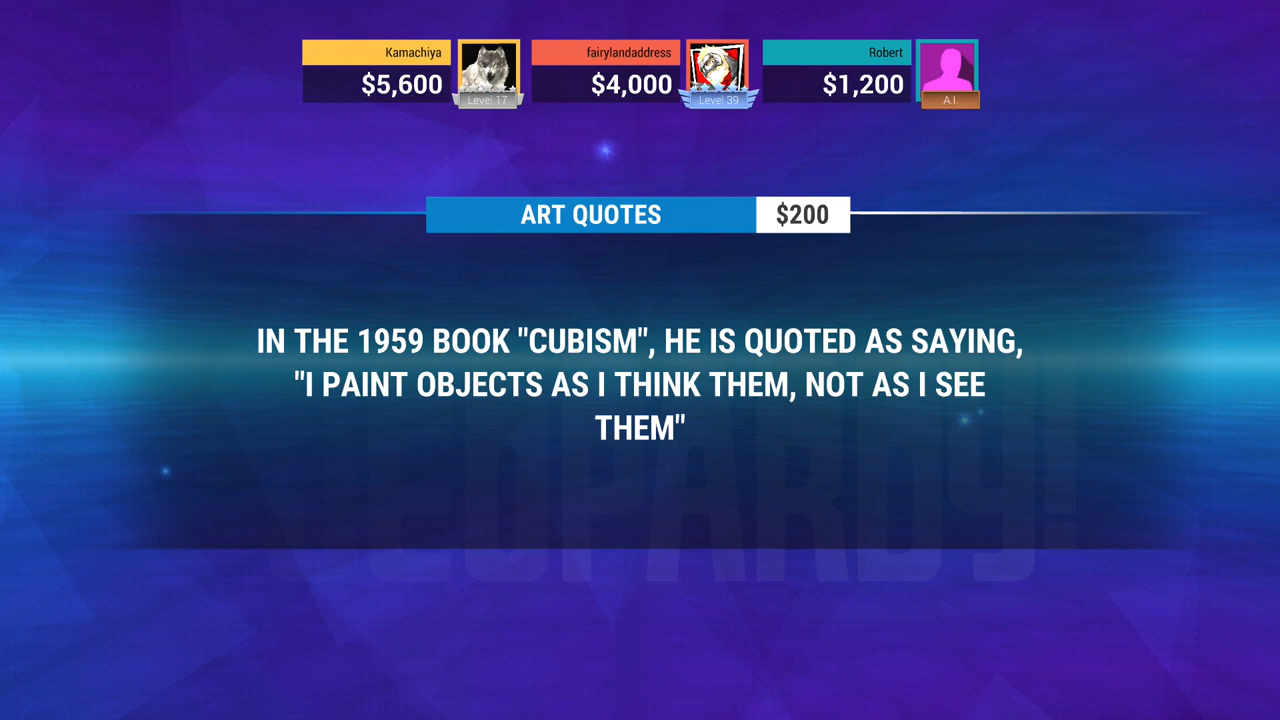 Kamachiya
$5,600
Level 17
fairylandaddress
$4,000
Level 39
Robert
$1,200
A.I.
ART QUOTES
$200
IN THE 1959 BOOK "CUBISM", HE IS QUOTED AS SAYING,
"I PAINT OBJECTS AS I THINK THEM, NOT AS I SEE
THEM"
JEOPARDY!